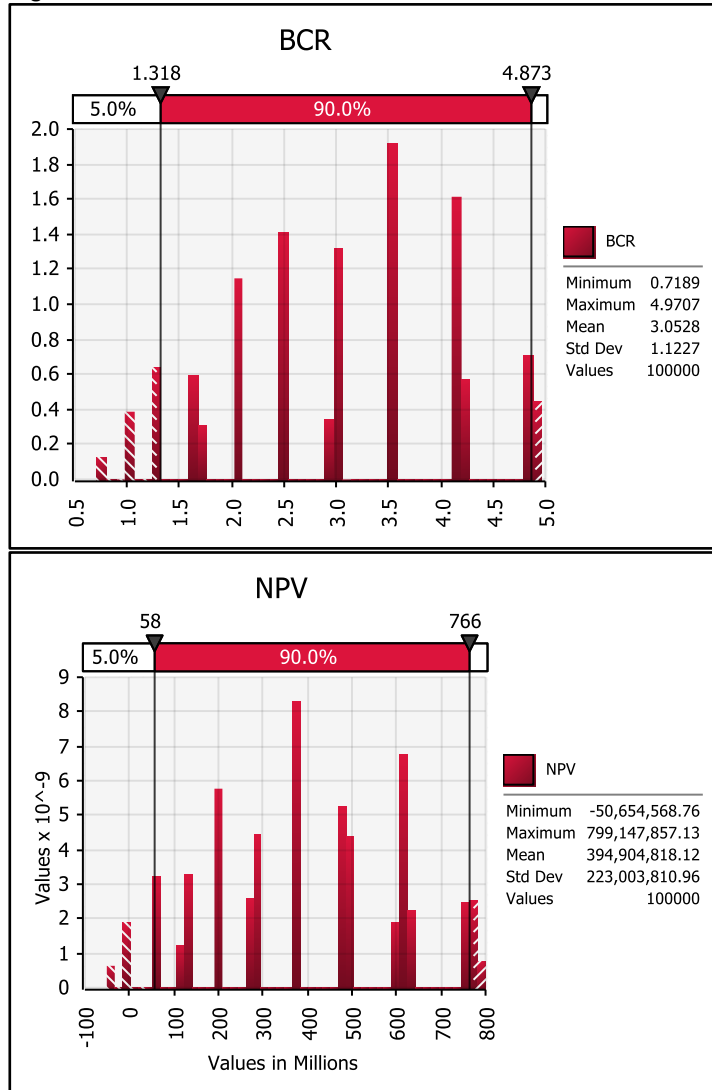 BCR
1.318 4.873
5.0% 90.0%
2.0
1.8
1.6
1.4
1.2
1.0
0.8
0.6
0.4
0.2
0.0
0.5 1.0 1.5 2.0 2.5 3.0 3.5 4.0 4.5 5.0
BCR
Minimum 0.7189
Maximum 4.9707
Mean 3.0528
Std Dev 1.1227
Values 100000
NPV
58 766
5.0% 90.0%
9
8
7
6
5
4
3
2
1
0
Values x 10^-9
-100 0 100 200 300 400 500 600 700 800
Values in Millions
NPV
Minimum -50,654,568.76
Maximum 799,147,857.13
Mean 394,904,818.12
Std Dev 223,003,810.96
Values 100000